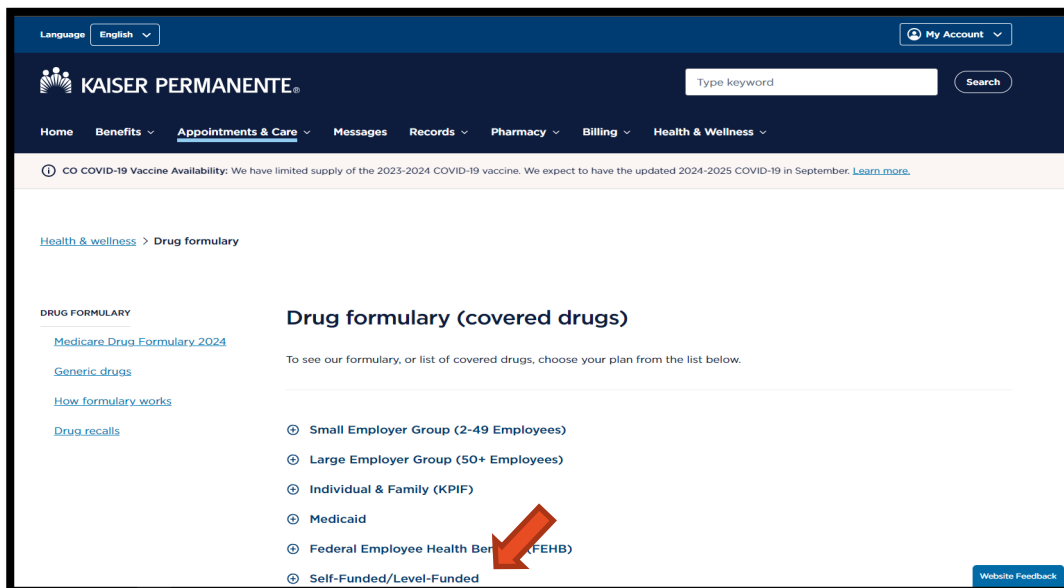 Language English
My Account
KAISER PERMANENTE®
Type keyword
Search
Home Benefits Appointments & Care Messages Records Pharmacy Billing Health & Wellness
CO COVID-19 Vaccine Availability: We have limited supply of the 2023-2024 COVID-19 vaccine. We expect to have the updated 2024-2025 COVID-19 in September. Learn more.
Health & wellness > Drug formulary
DRUG FORMULARY
Medicare Drug Formulary 2024
Generic drugs
How formulary works
Drug recalls
Drug formulary (covered drugs)
To see our formulary, or list of covered drugs, choose your plan from the list below.
Small Employer Group (2-49 Employees)
Large Employer Group (50+ Employees)
Individual & Family (KPIF)
Medicaid
Federal Employee Health (FEHB)
Self-Funded/Level-Funded
Website Feedback